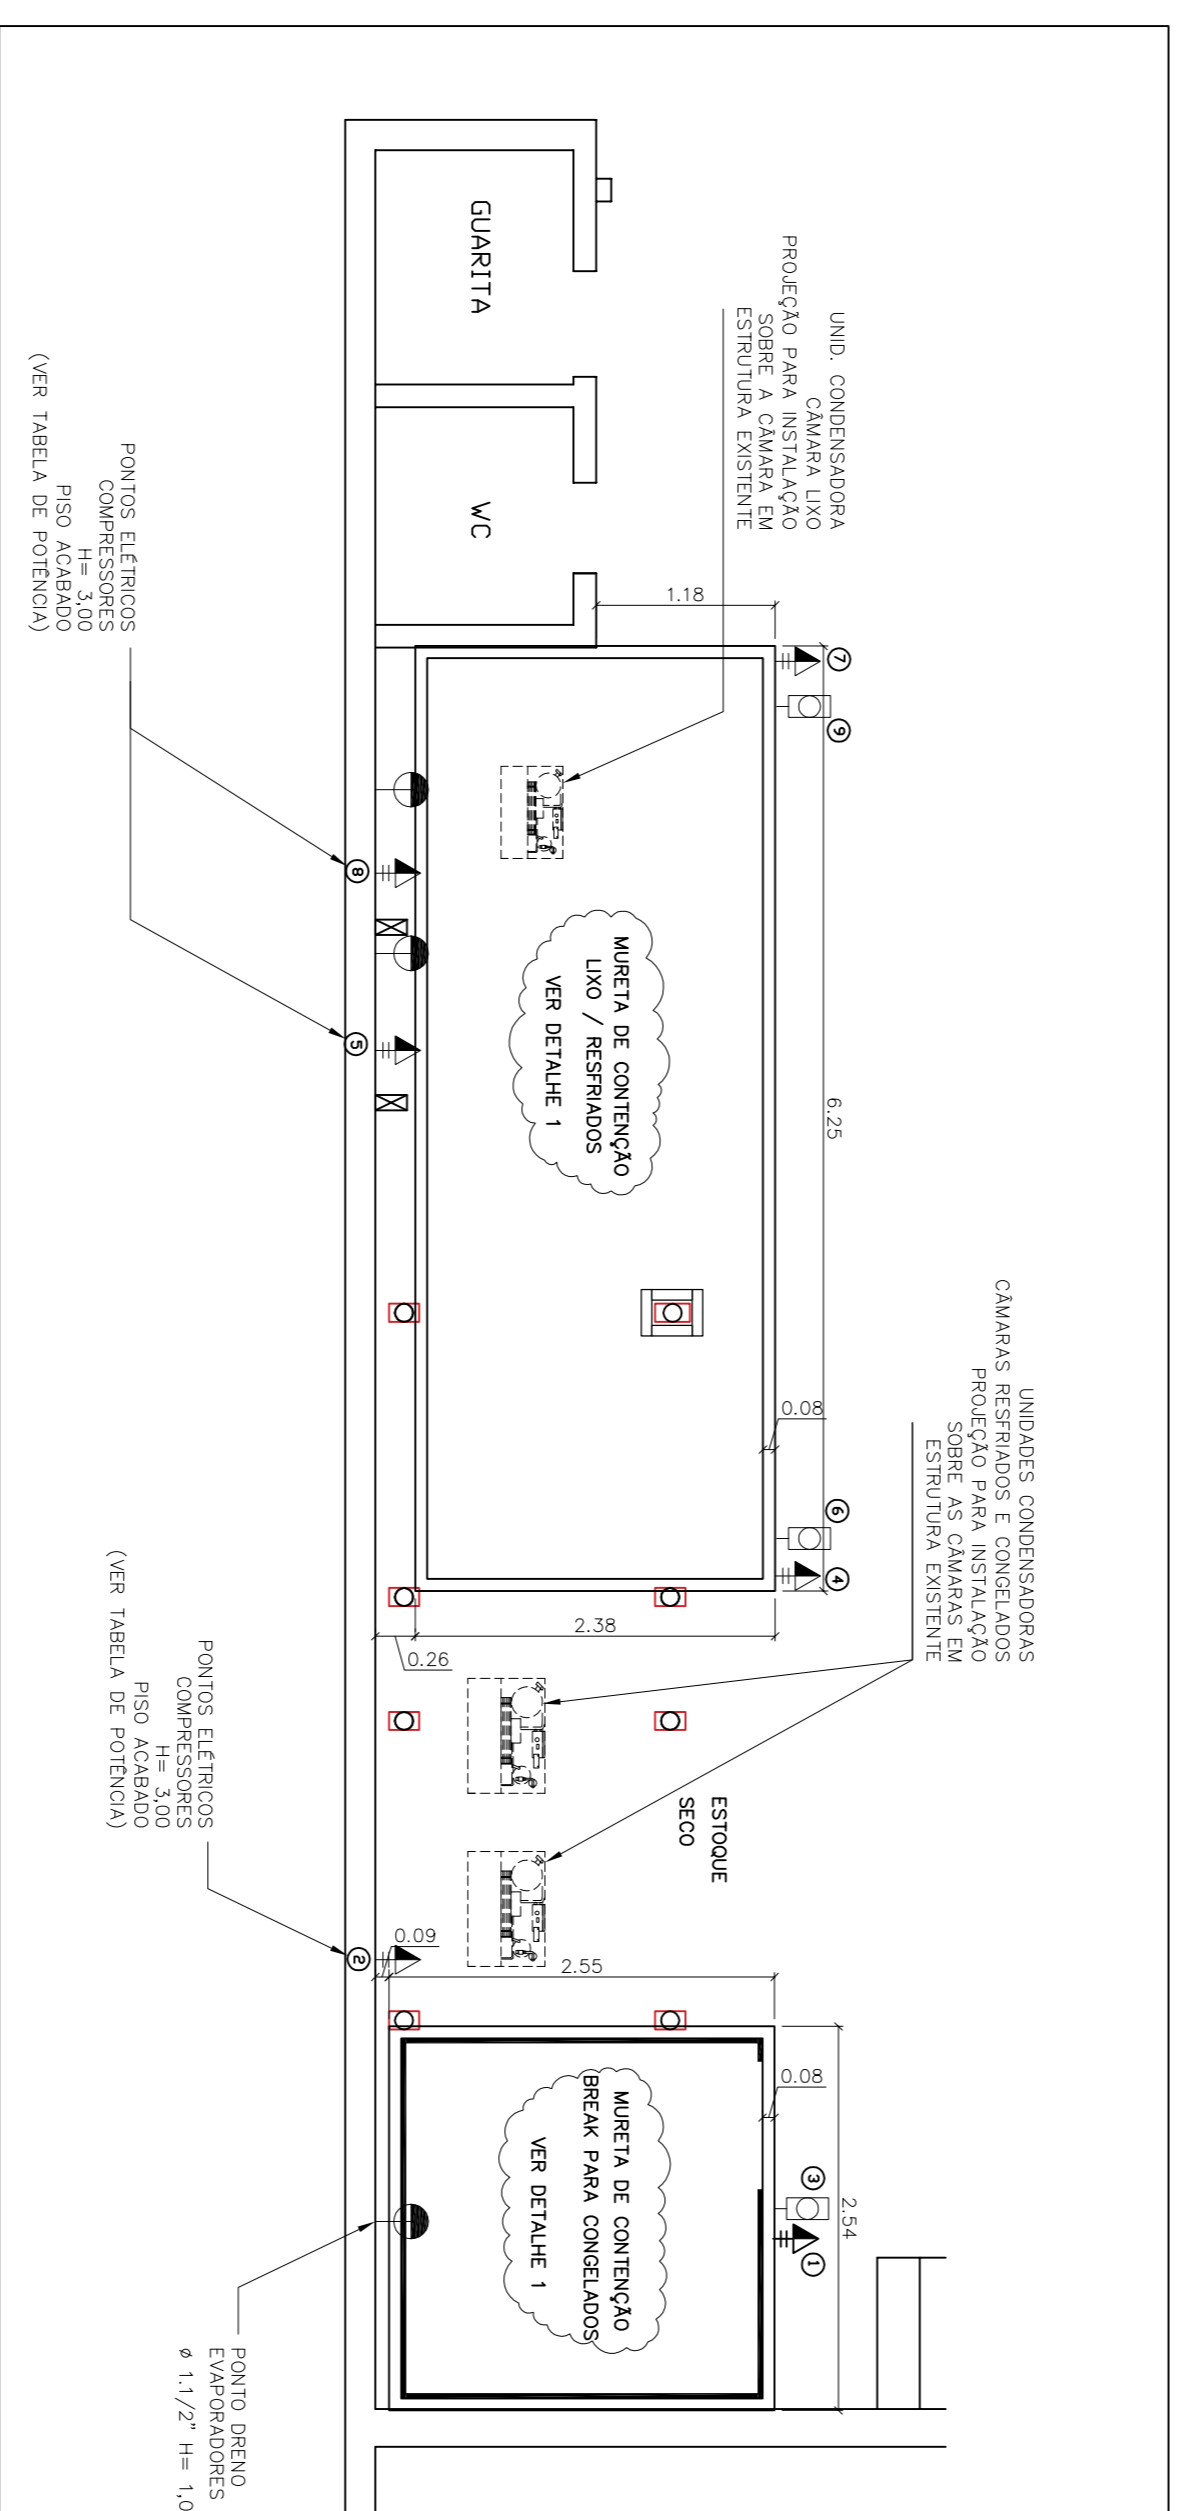 UNID. CONDENSADORA
CÂMARA LIXO
PROJEÇÃO PARA INSTALAÇÃO
SOBRE A CÂMARA EM
ESTRUTURA EXISTENTE
UNIDADES CONDENSADORAS
CÂMARAS RESFRIADOS E CONGELADOS
PROJEÇÃO PARA INSTALAÇÃO
SOBRE AS CÂMARAS EM
ESTRUTURA EXISTENTE
7
9
6.25
6
4
3
2.54
1
1.18
0.08
0.08
GUARITA
WC
MURETA DE CONTENÇÃO
LIXO / RESFRIADOS
VER DETALHE 1
2.38
0.26
ESTOQUE
SECO
0.09
2.55
MURETA DE CONTENÇÃO
BREAK PARA CONGELADOS
VER DETALHE 1
8
5
2
PONTOS ELÉTRICOS
COMPRESSORES
H= 3,00
PISO ACABADO
(VER TABELA DE POTÊNCIA)
PONTOS ELÉTRICOS
COMPRESSORES
H= 3,00
PISO ACABADO
(VER TABELA DE POTÊNCIA)
PONTO DRENO
EVAPORADORES
ø 1.1/2" H= 1,0